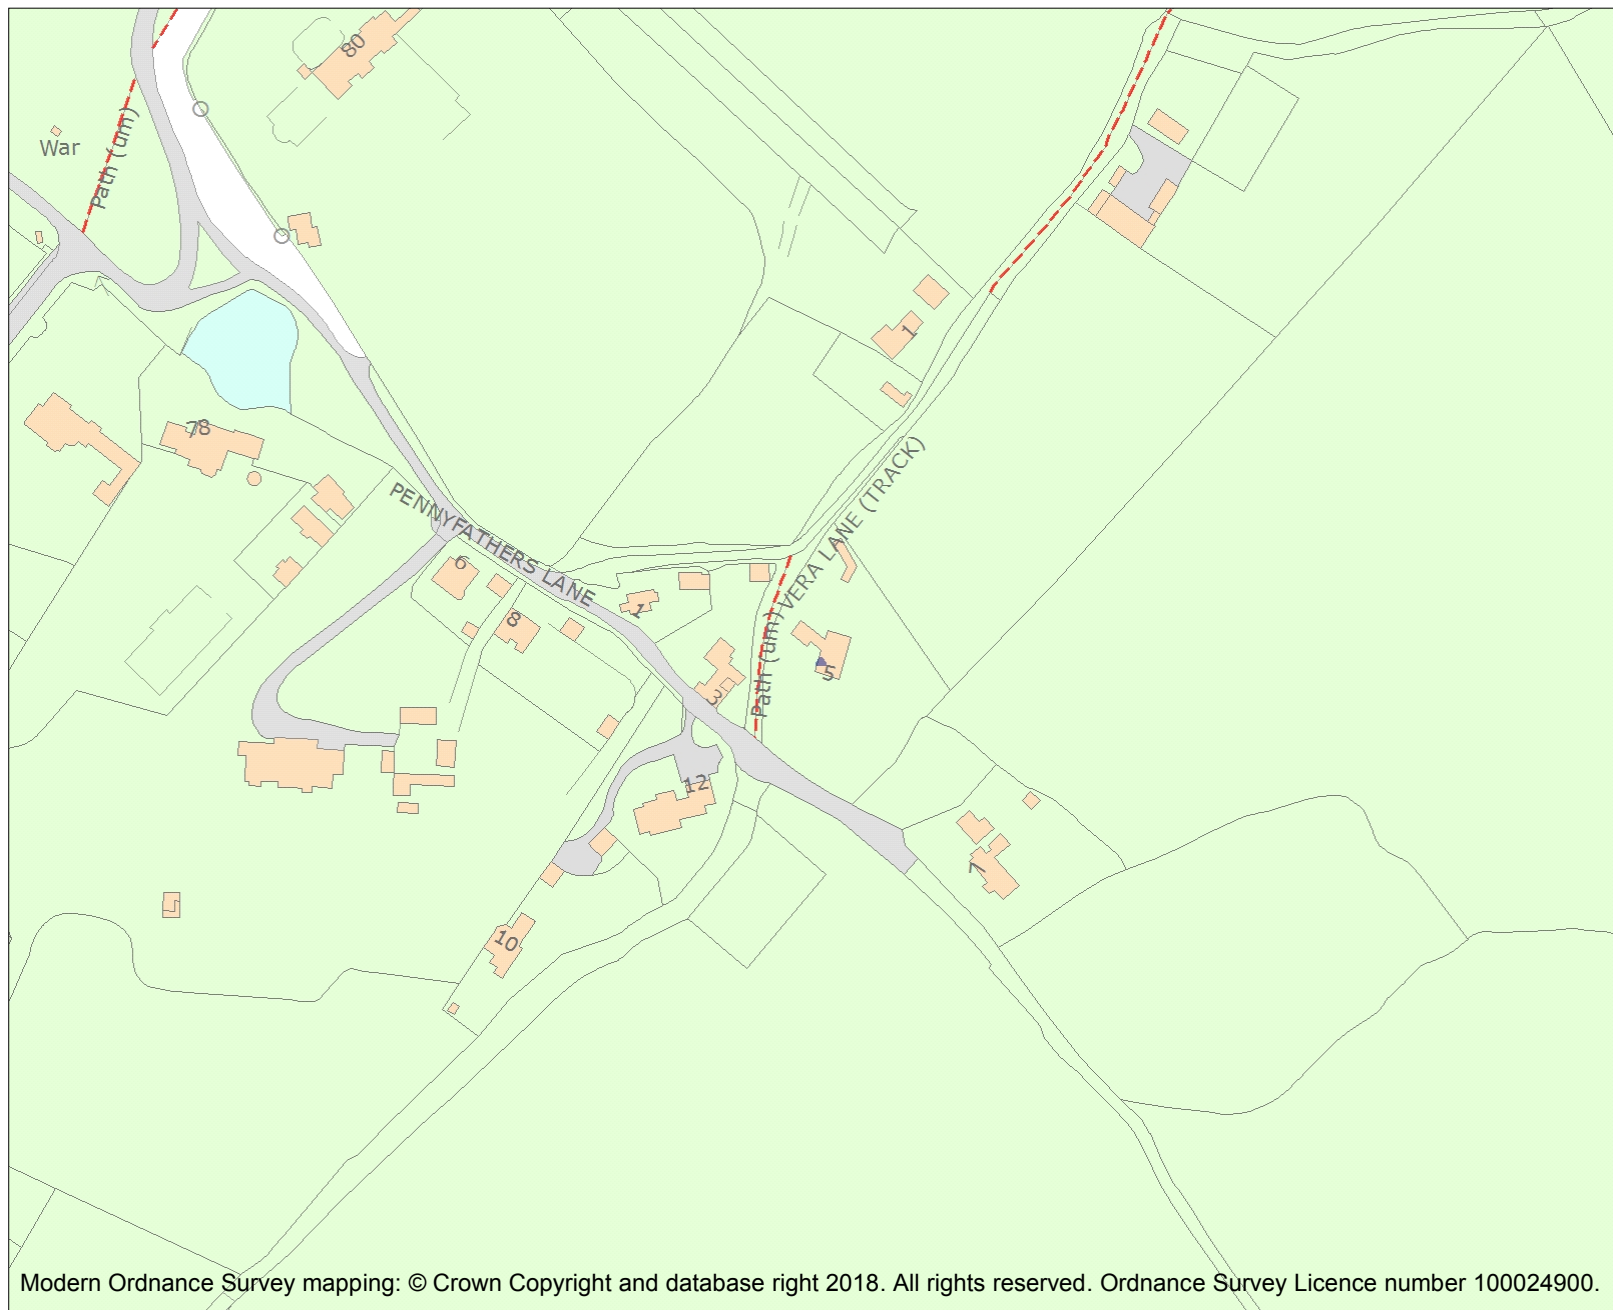 80
War
Path (um)
1
78
PENNYFATHERS LANE
VERA LANE (TRACK)
6
8
1
Path (um)
5
3
12
7
10
Modern Ordnance Survey mapping: © Crown Copyright and database right 2018. All rights reserved. Ordnance Survey Licence number 100024900.